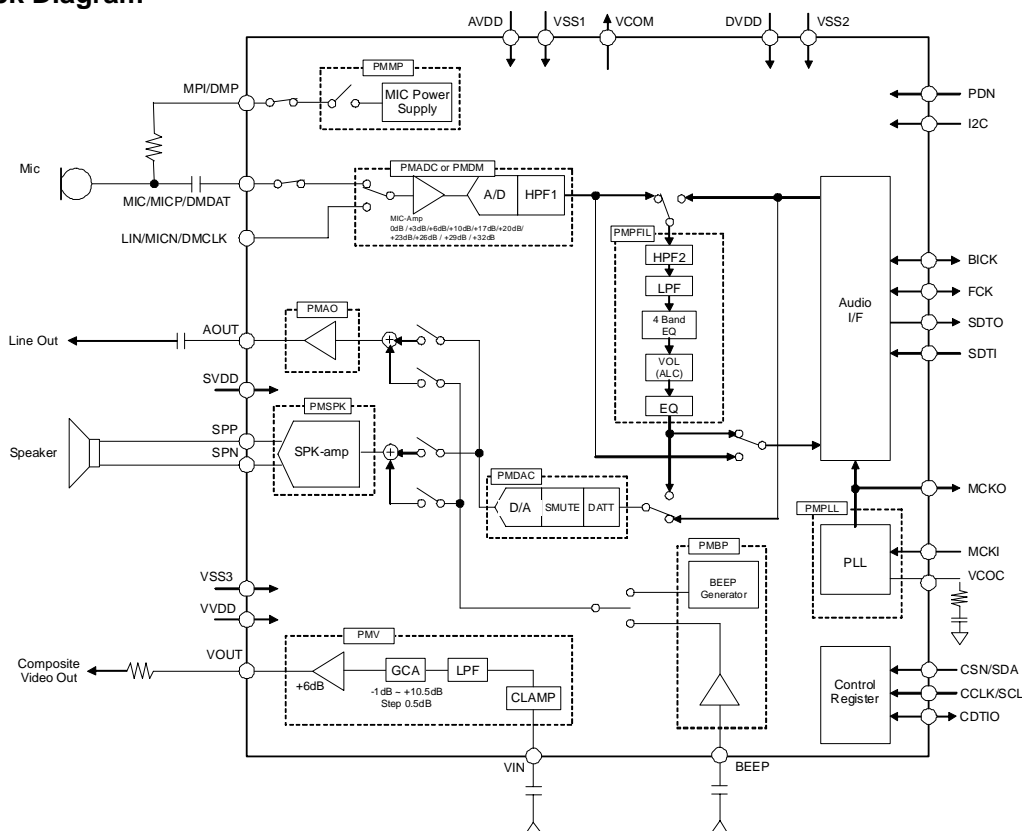 k Diagram
AVDD
VSS1
VCOM
DVDD
VSS2
PMMP
MPI/DMP
MIC Power
Supply
PDN
I2C
Mic
PMADC or PMDM
A/D
HPF1
MIC/MICP/DMDAT
MIC-Amp
0dB /+3dB/+6dB/+10dB/+17dB/+20dB/
+23dB/+26dB / +29dB / +32dB
LIN/MICN/DMCLK
PMPFIL
HPF2
LPF
4 Band
EQ
VOL
(ALC)
EQ
Audio
I/F
BICK
FCK
SDTO
SDTI
PMAO
AOUT
Line Out
SVDD
PMSPK
SPP
SPN
Speaker
SPK-amp
PMDAC
D/A
SMUTE
DATT
MCKO
PMPLL
PLL
MCKI
VCOC
PMBP
BEEP
Generator
VSS3
VVDD
PMV
VOUT
Composite
Video Out
+6dB
GCA
-1dB ~ +10.5dB
Step 0.5dB
LPF
CLAMP
Control
Register
CSN/SDA
CCLK/SCL
CDTIO
VIN
BEEP